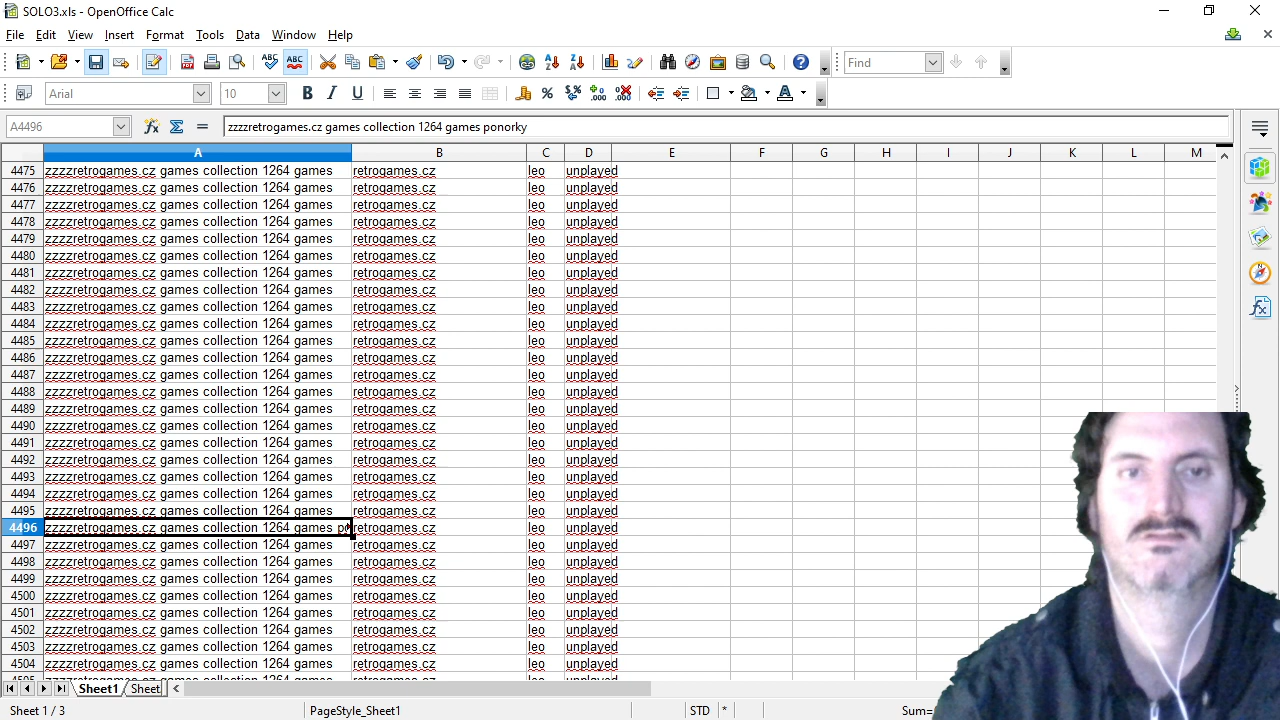 SOLO3.xls - OpenOffice Calc
File Edit View Insert Format Tools Data Window Help
Find
Arial 10
A4496 zzzzretrogames.cz games collection 1264 games ponorky
A B C D E F G H I J K L M
4475 zzzzretrogames.cz games collection 1264 games retrogames.cz leo unplayed
4476 zzzzretrogames.cz games collection 1264 games retrogames.cz leo unplayed
4477 zzzzretrogames.cz games collection 1264 games retrogames.cz leo unplayed
4478 zzzzretrogames.cz games collection 1264 games retrogames.cz leo unplayed
4479 zzzzretrogames.cz games collection 1264 games retrogames.cz leo unplayed
4480 zzzzretrogames.cz games collection 1264 games retrogames.cz leo unplayed
4481 zzzzretrogames.cz games collection 1264 games retrogames.cz leo unplayed
4482 zzzzretrogames.cz games collection 1264 games retrogames.cz leo unplayed
4483 zzzzretrogames.cz games collection 1264 games retrogames.cz leo unplayed
4484 zzzzretrogames.cz games collection 1264 games retrogames.cz leo unplayed
4485 zzzzretrogames.cz games collection 1264 games retrogames.cz leo unplayed
4486 zzzzretrogames.cz games collection 1264 games retrogames.cz leo unplayed
4487 zzzzretrogames.cz games collection 1264 games retrogames.cz leo unplayed
4488 zzzzretrogames.cz games collection 1264 games retrogames.cz leo unplayed
4489 zzzzretrogames.cz games collection 1264 games retrogames.cz leo unplayed
4490 zzzzretrogames.cz games collection 1264 games retrogames.cz leo unplayed
4491 zzzzretrogames.cz games collection 1264 games retrogames.cz leo unplayed
4492 zzzzretrogames.cz games collection 1264 games retrogames.cz leo unplayed
4493 zzzzretrogames.cz games collection 1264 games retrogames.cz leo unplayed
4494 zzzzretrogames.cz games collection 1264 games retrogames.cz leo unplayed
4495 zzzzretrogames.cz games collection 1264 games retrogames.cz leo unplayed
4496 zzzzretrogames.cz games collection 1264 games retrogames.cz leo unplayed
4497 zzzzretrogames.cz games collection 1264 games retrogames.cz leo unplayed
4498 zzzzretrogames.cz games collection 1264 games retrogames.cz leo unplayed
4499 zzzzretrogames.cz games collection 1264 games retrogames.cz leo unplayed
4500 zzzzretrogames.cz games collection 1264 games retrogames.cz leo unplayed
4501 zzzzretrogames.cz games collection 1264 games retrogames.cz leo unplayed
4502 zzzzretrogames.cz games collection 1264 games retrogames.cz leo unplayed
4503 zzzzretrogames.cz games collection 1264 games retrogames.cz leo unplayed
4504 zzzzretrogames.cz games collection 1264 games retrogames.cz leo unplayed
Sheet1 Sheet
Sheet 1 / 3 PageStyle_Sheet1 STD * Sum=